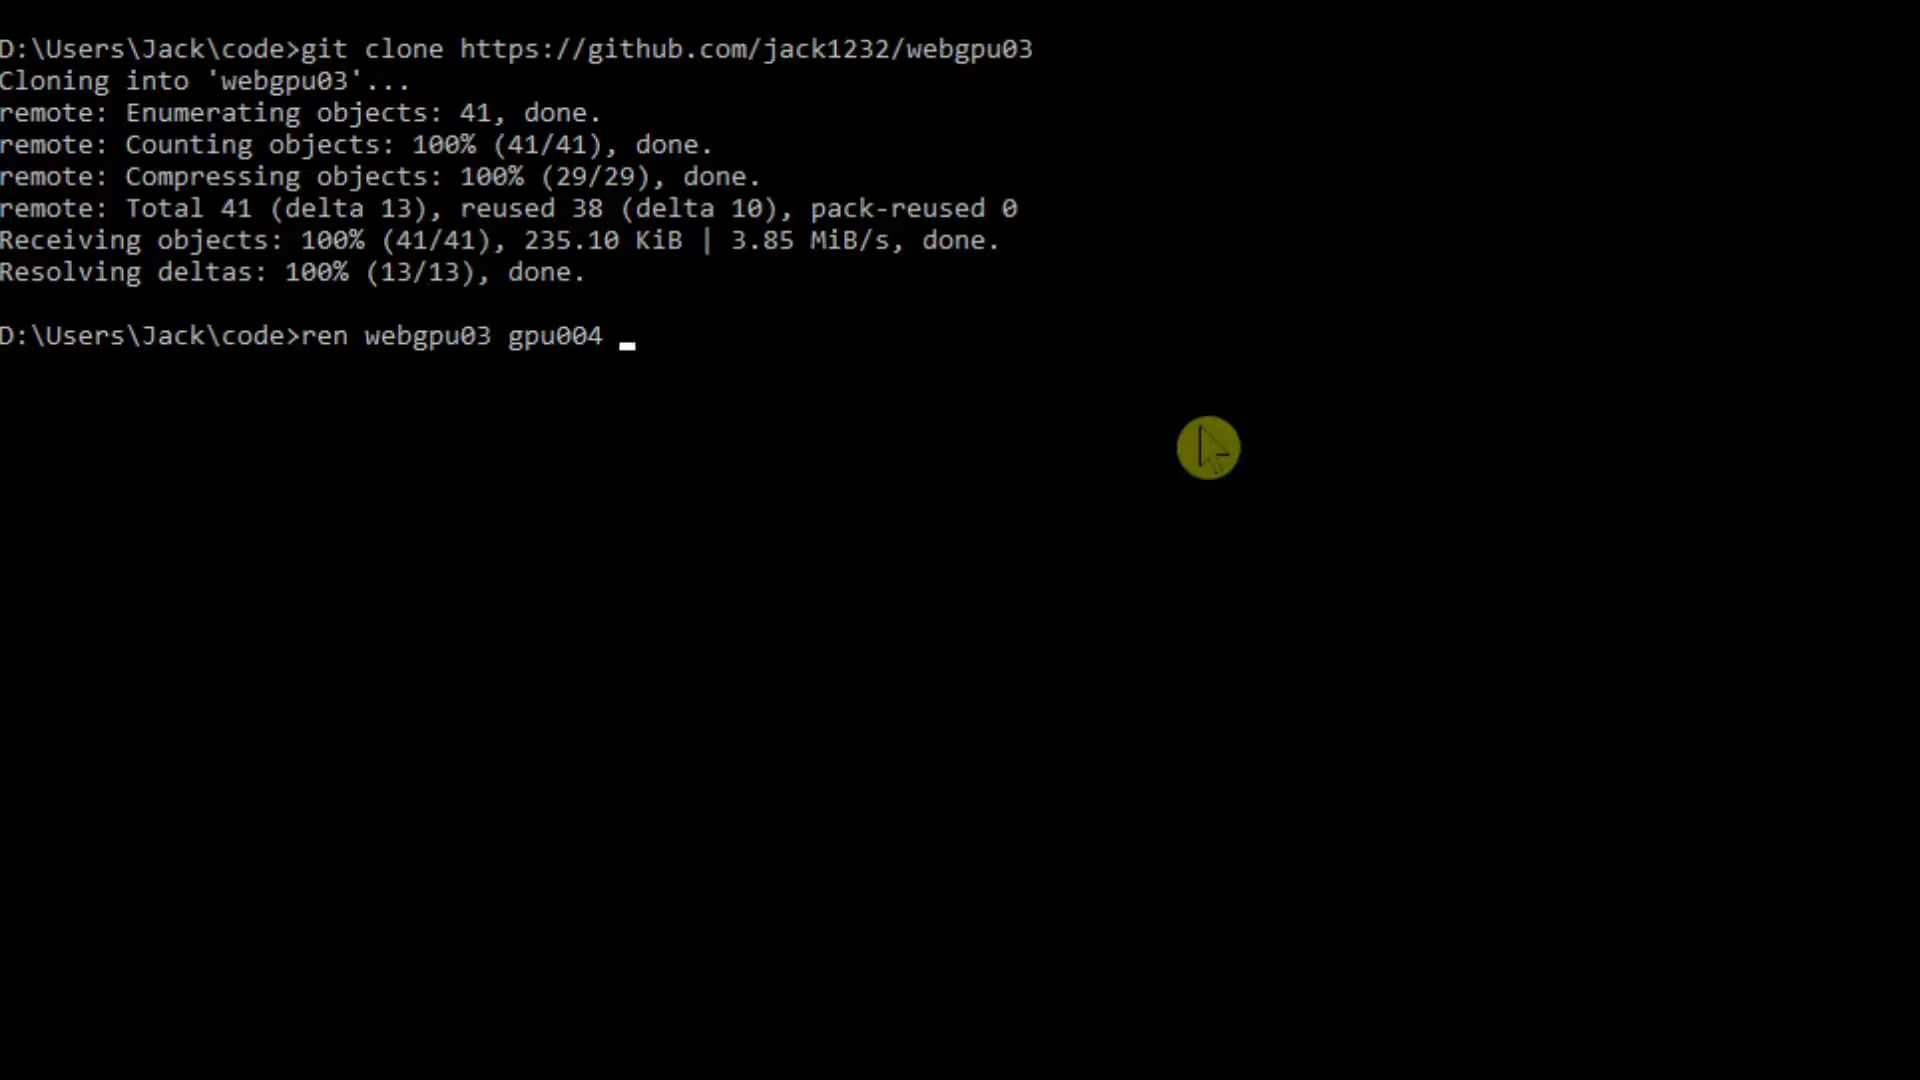 D:\Users\Jack\code>git clone https://github.com/jack1232/webgpu03
Cloning into 'webgpu03'...
remote: Enumerating objects: 41, done.
remote: Counting objects: 100% (41/41), done.
remote: Compressing objects: 100% (29/29), done.
remote: Total 41 (delta 13), reused 38 (delta 10), pack-reused 0
Receiving objects: 100% (41/41), 235.10 KiB | 3.85 MiB/s, done.
Resolving deltas: 100% (13/13), done.
D:\Users\Jack\code>ren webgpu03 gpu004